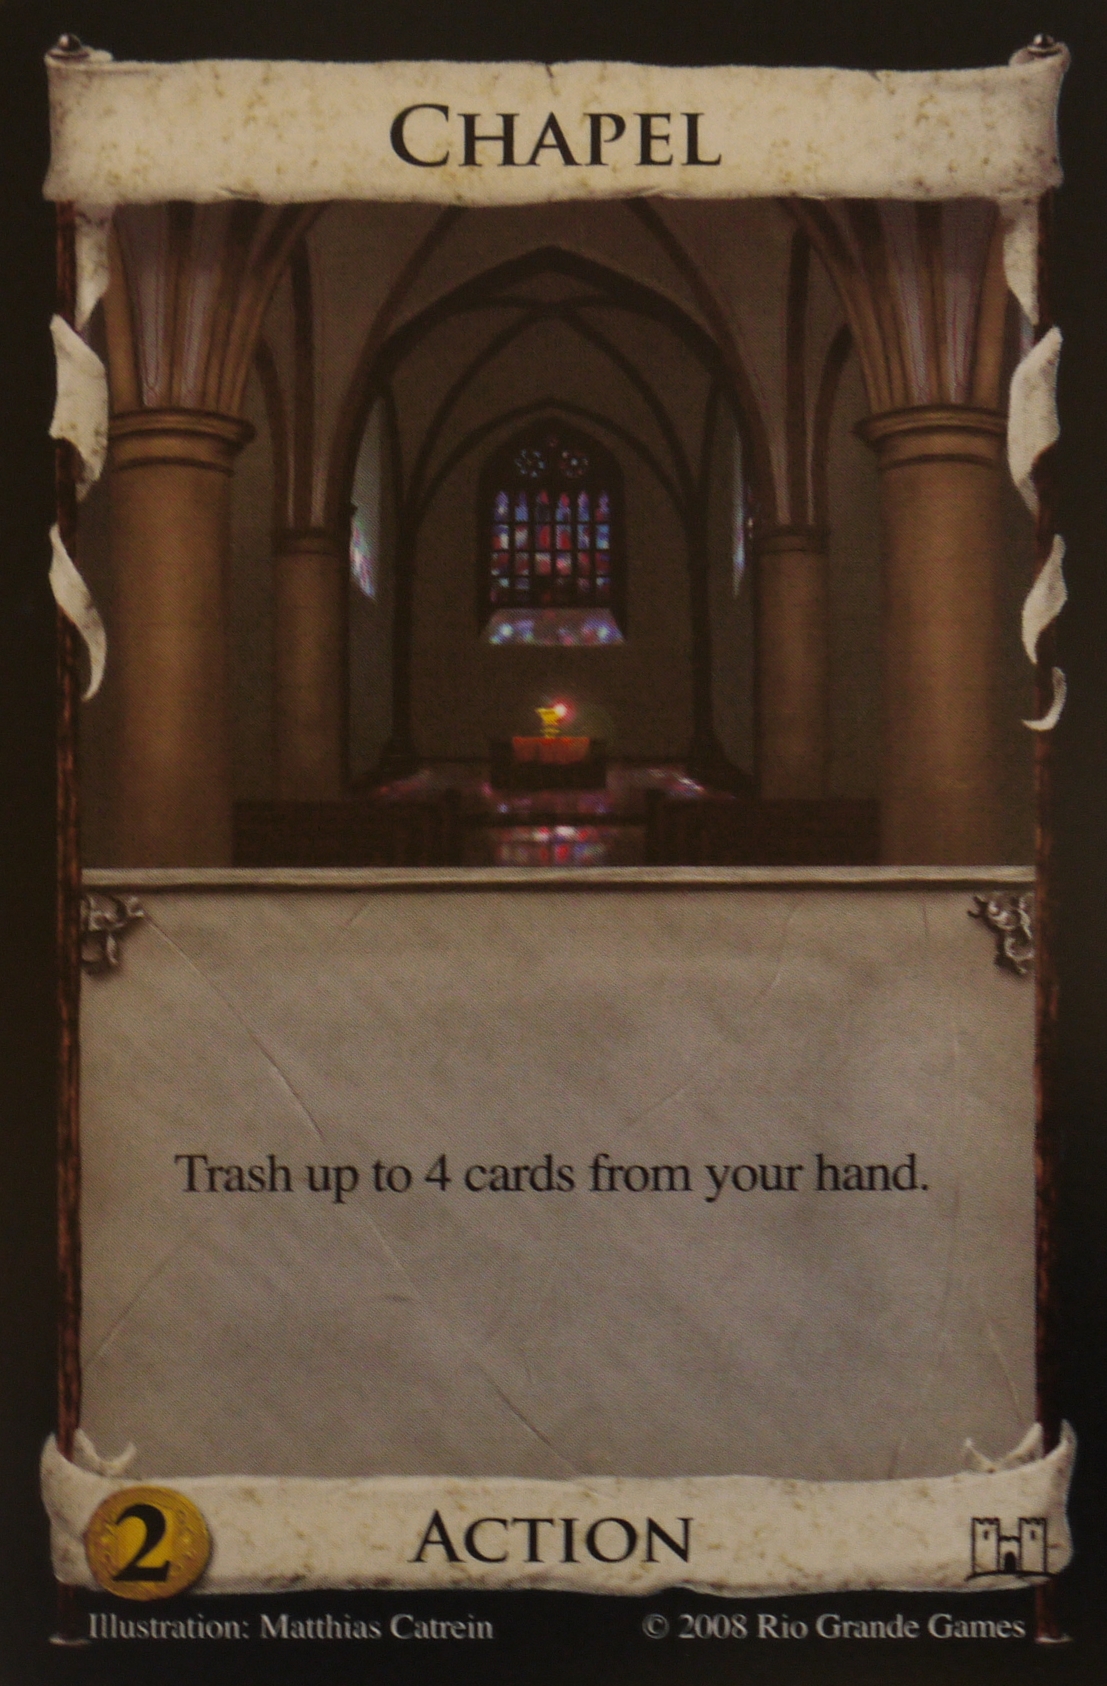 CHAPEL
Trash up to 4 cards from your hand.
2
ACTION
Illustration: Matthias Catrein
© 2008 Rio Grande Games